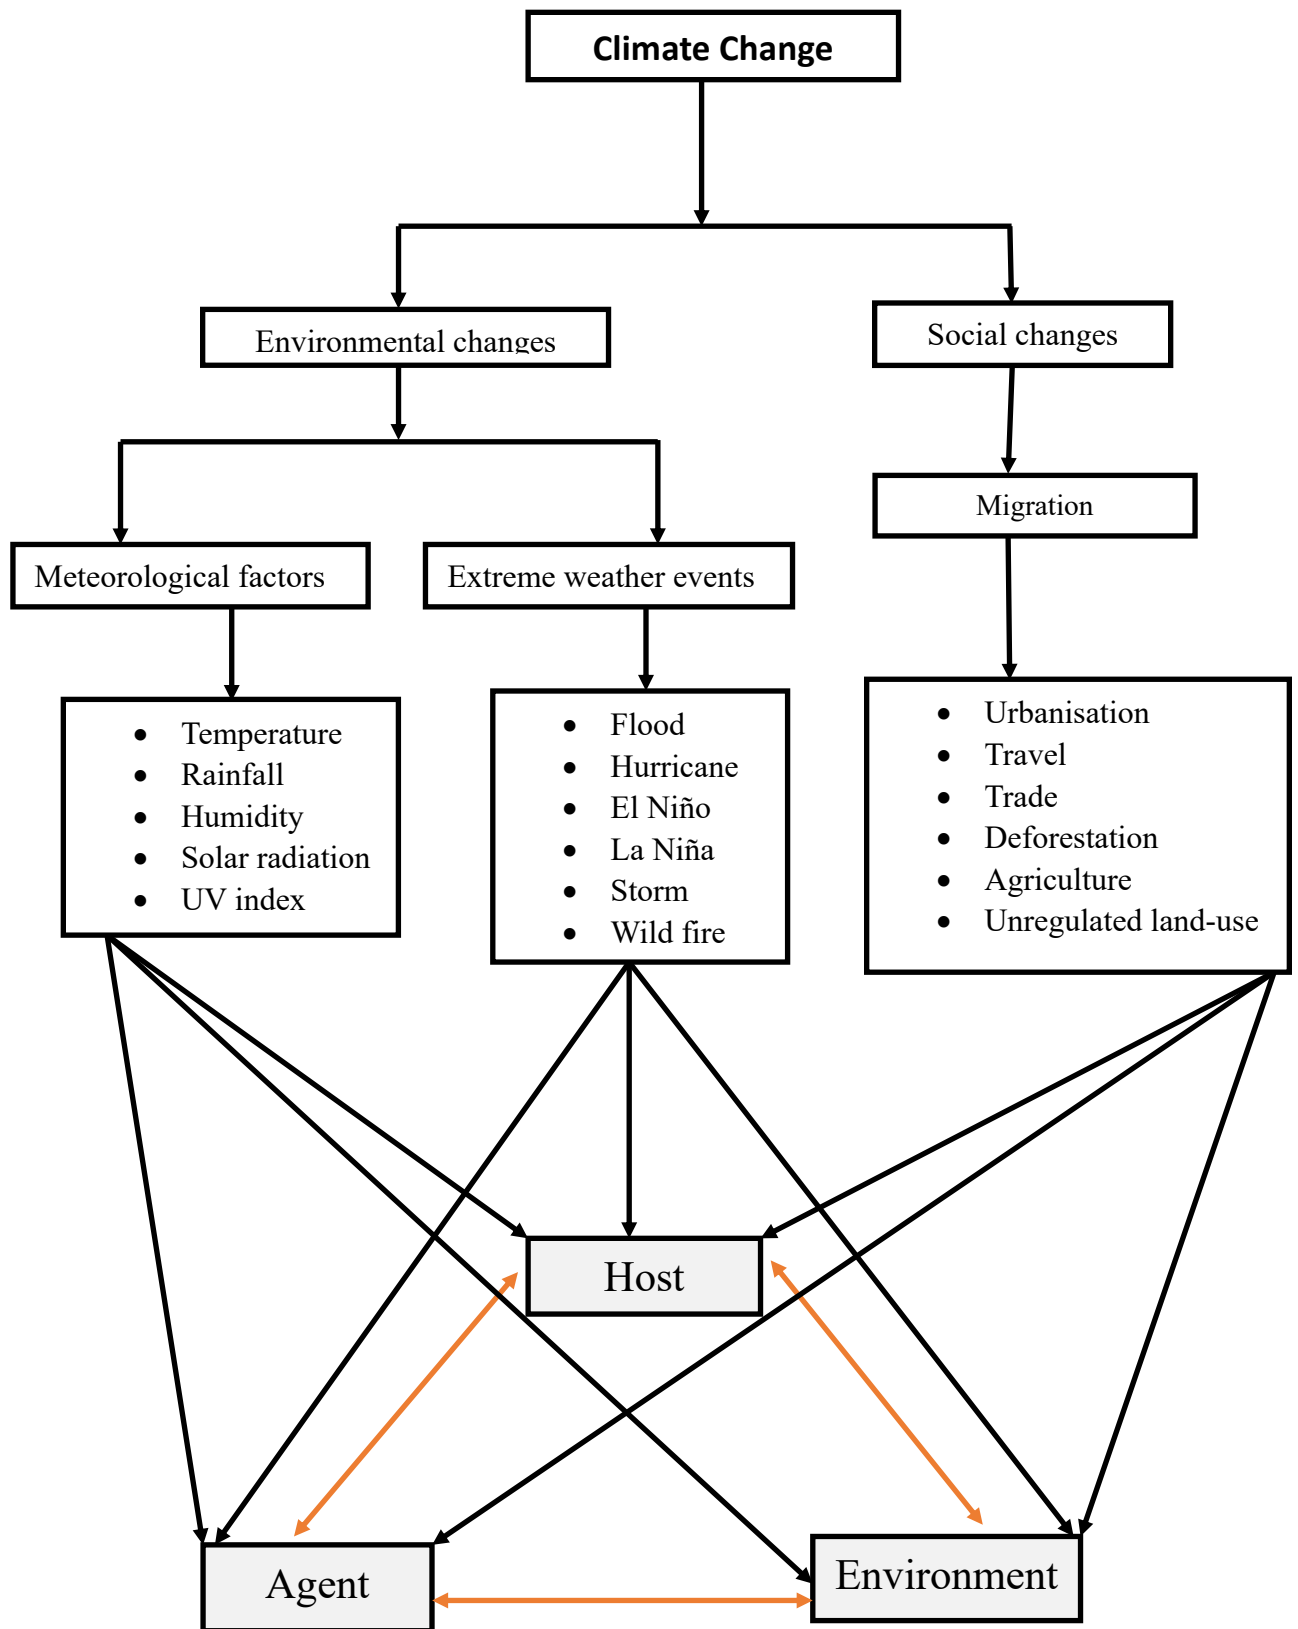 Climate Change
Environmental changes
Social changes
Migration
Meteorological factors
Extreme weather events
• Temperature
• Rainfall
• Humidity
• Solar radiation
• UV index
• Flood
• Hurricane
• El Niño
• La Niña
• Storm
• Wild fire
• Urbanisation
• Travel
• Trade
• Deforestation
• Agriculture
• Unregulated land-use
Host
Agent
Environment